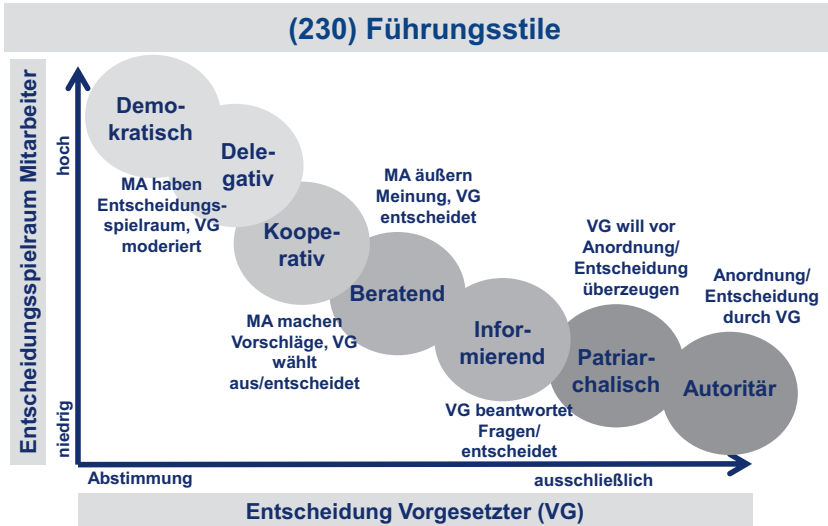 (230) Führungsstile
Entscheidungsspielraum Mitarbeiter
hoch
niedrig
Demo-
kratisch
Dele-
gativ
MA haben
Entscheidungs-
spielraum, VG
moderiert
Koope-
rativ
MA äußern
Meinung, VG
entscheidet
Beratend
MA machen
Vorschläge, VG
wählt
aus/entscheidet
Infor-
mierend
VG beantwortet
Fragen/
entscheidet
VG will vor
Anordnung/
Entscheidung
überzeugen
Patriar-
chalisch
Anordnung/
Entscheidung
durch VG
Autoritär
Abstimmung
ausschließlich
Entscheidung Vorgesetzter (VG)